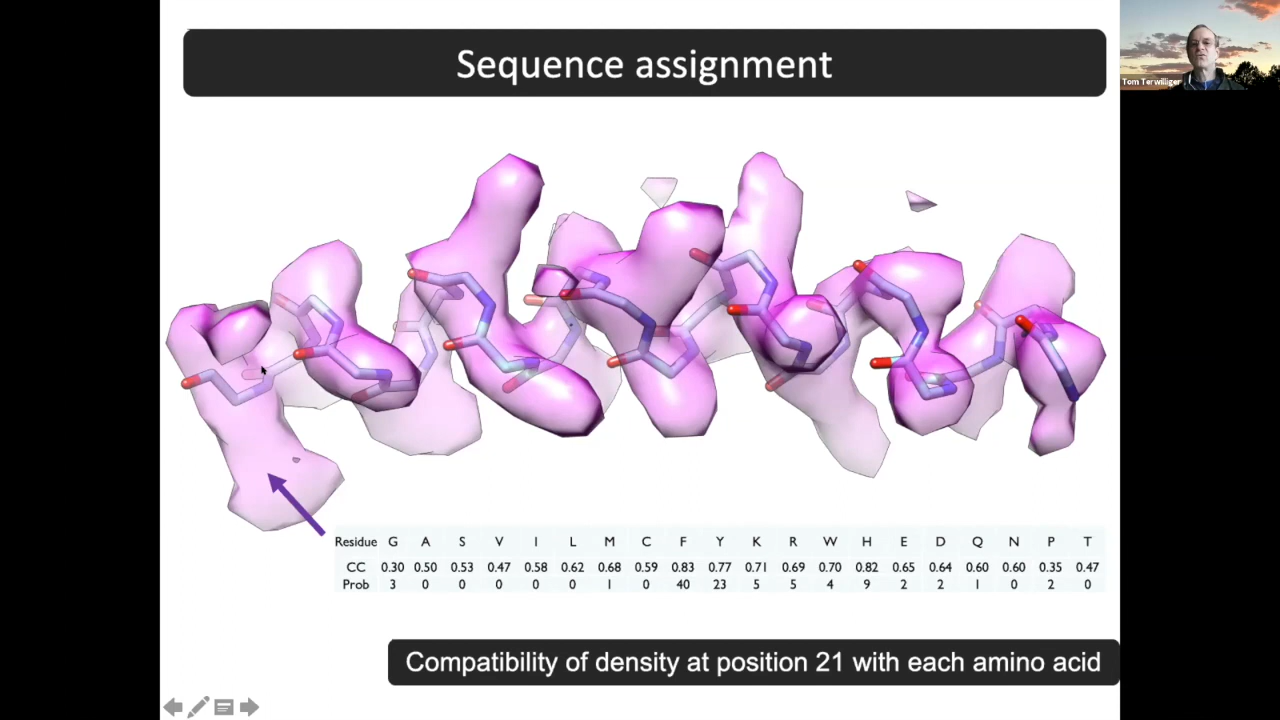 Sequence assignment
Tom Terwilliger
Residue G A S V I L M C F Y K R W H E D Q N P T
CC 0.30 0.50 0.53 0.47 0.58 0.62 0.68 0.59 0.83 0.77 0.71 0.69 0.70 0.82 0.65 0.64 0.60 0.60 0.35 0.47
Prob 3 0 0 0 0 0 1 0 40 23 5 5 4 9 2 2 1 0 2 0
Compatibility of density at position 21 with each amino acid